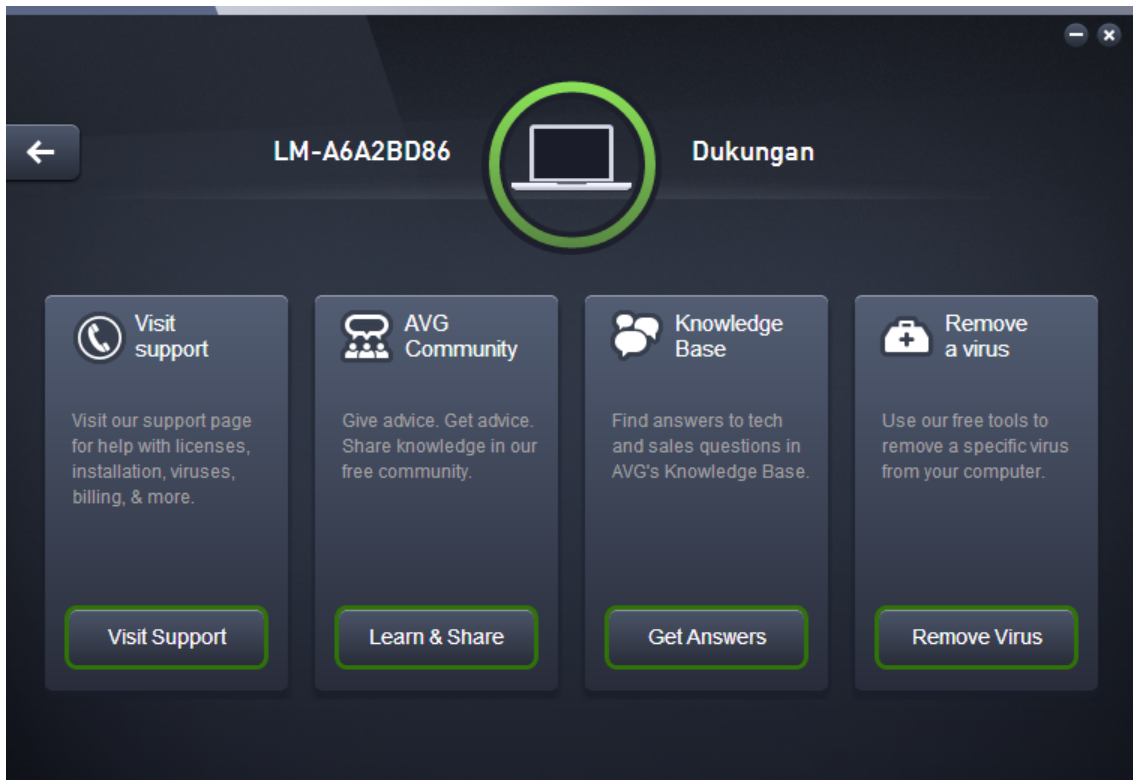 LM-A6A2BD86
Dukungan
Visit
support
Visit our support page
for help with licenses,
installation, viruses,
billing, & more.
Visit Support
AVG
Community
Give advice. Get advice.
Share knowledge in our
free community.
Learn & Share
Knowledge
Base
Find answers to tech
and sales questions in
AVG's Knowledge Base.
Get Answers
Remove
a virus
Use our free tools to
remove a specific virus
from your computer.
Remove Virus